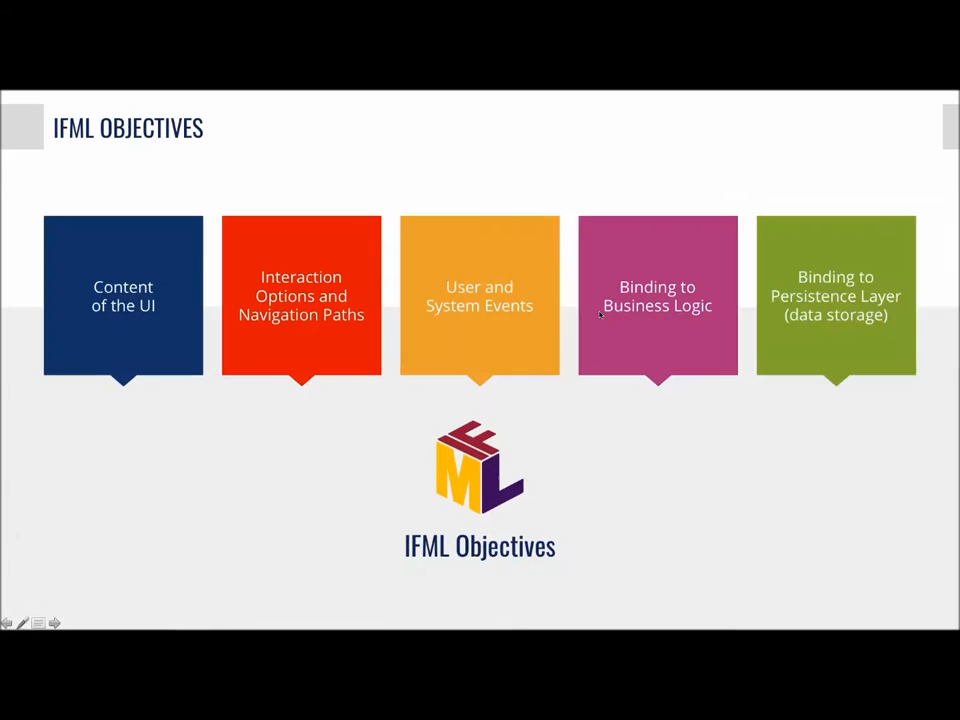 IFML OBJECTIVES
Content
of the UI
Interaction
Options and
Navigation Paths
User and
System Events
Binding to
Business Logic
Binding to
Persistence Layer
(data storage)
IFML
IFML Objectives